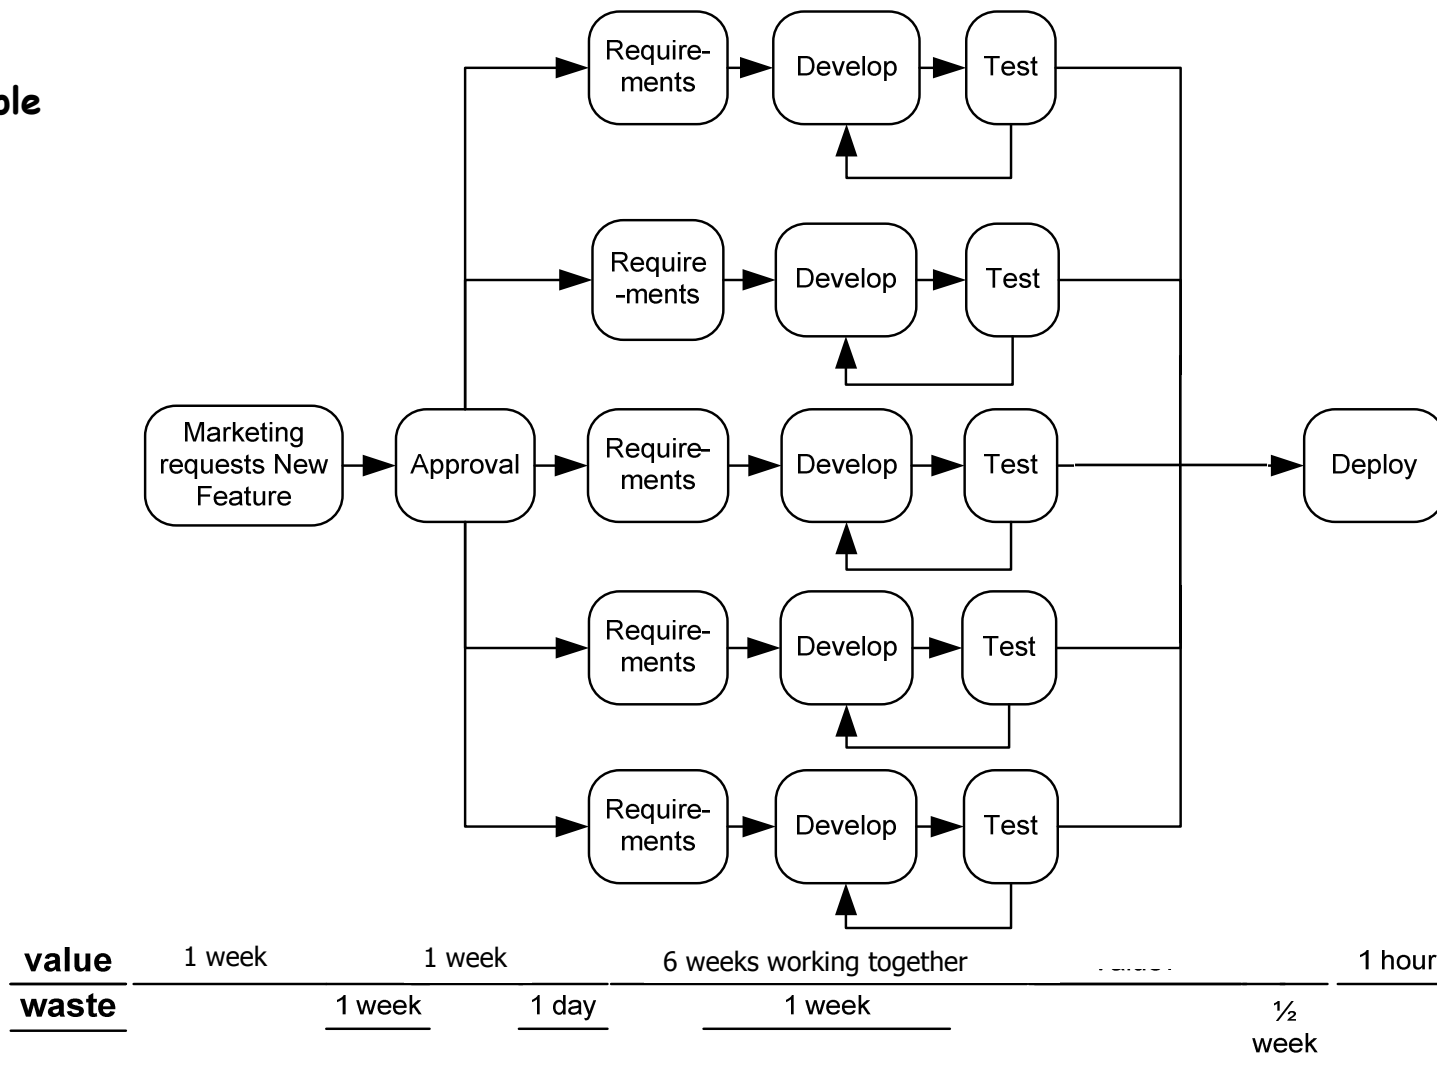 Require-
ments
Develop
Test
Require
-ments
Develop
Test
Marketing
requests New
Feature
Approval
Require-
ments
Develop
Test
Deploy
Require-
ments
Develop
Test
Require-
ments
Develop
Test
value 1 week 1 week 6 weeks working together 1 hour
waste 1 week 1 day 1 week ½
week